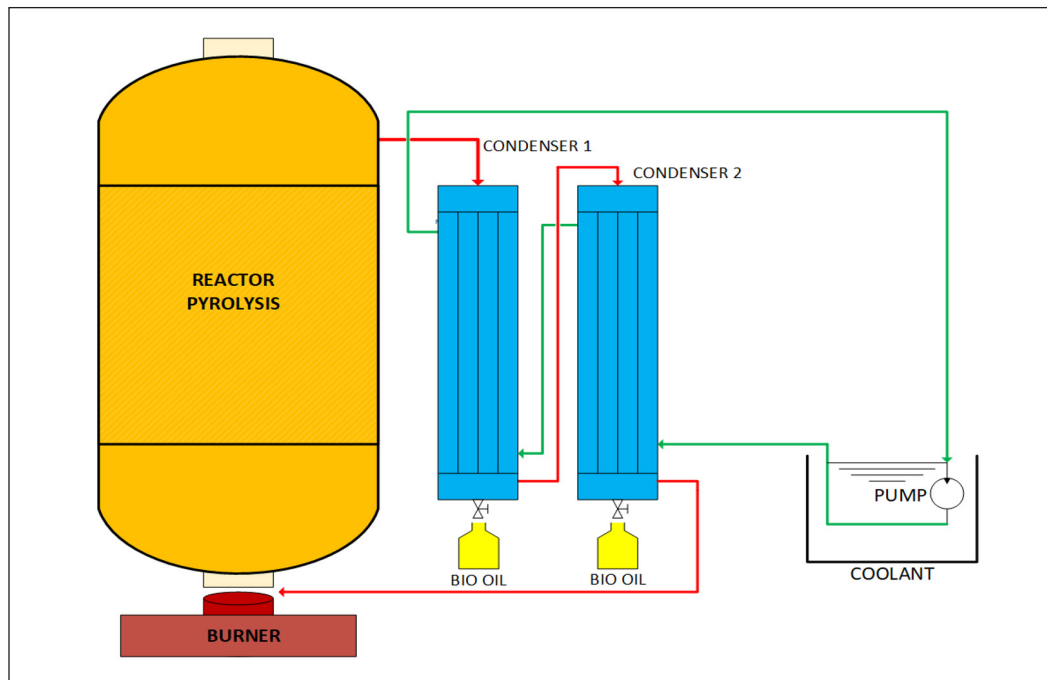 CONDENSER 1
CONDENSER 2
REACTOR
PYROLYSIS
PUMP
BIO OIL
BIO OIL
COOLANT
BURNER